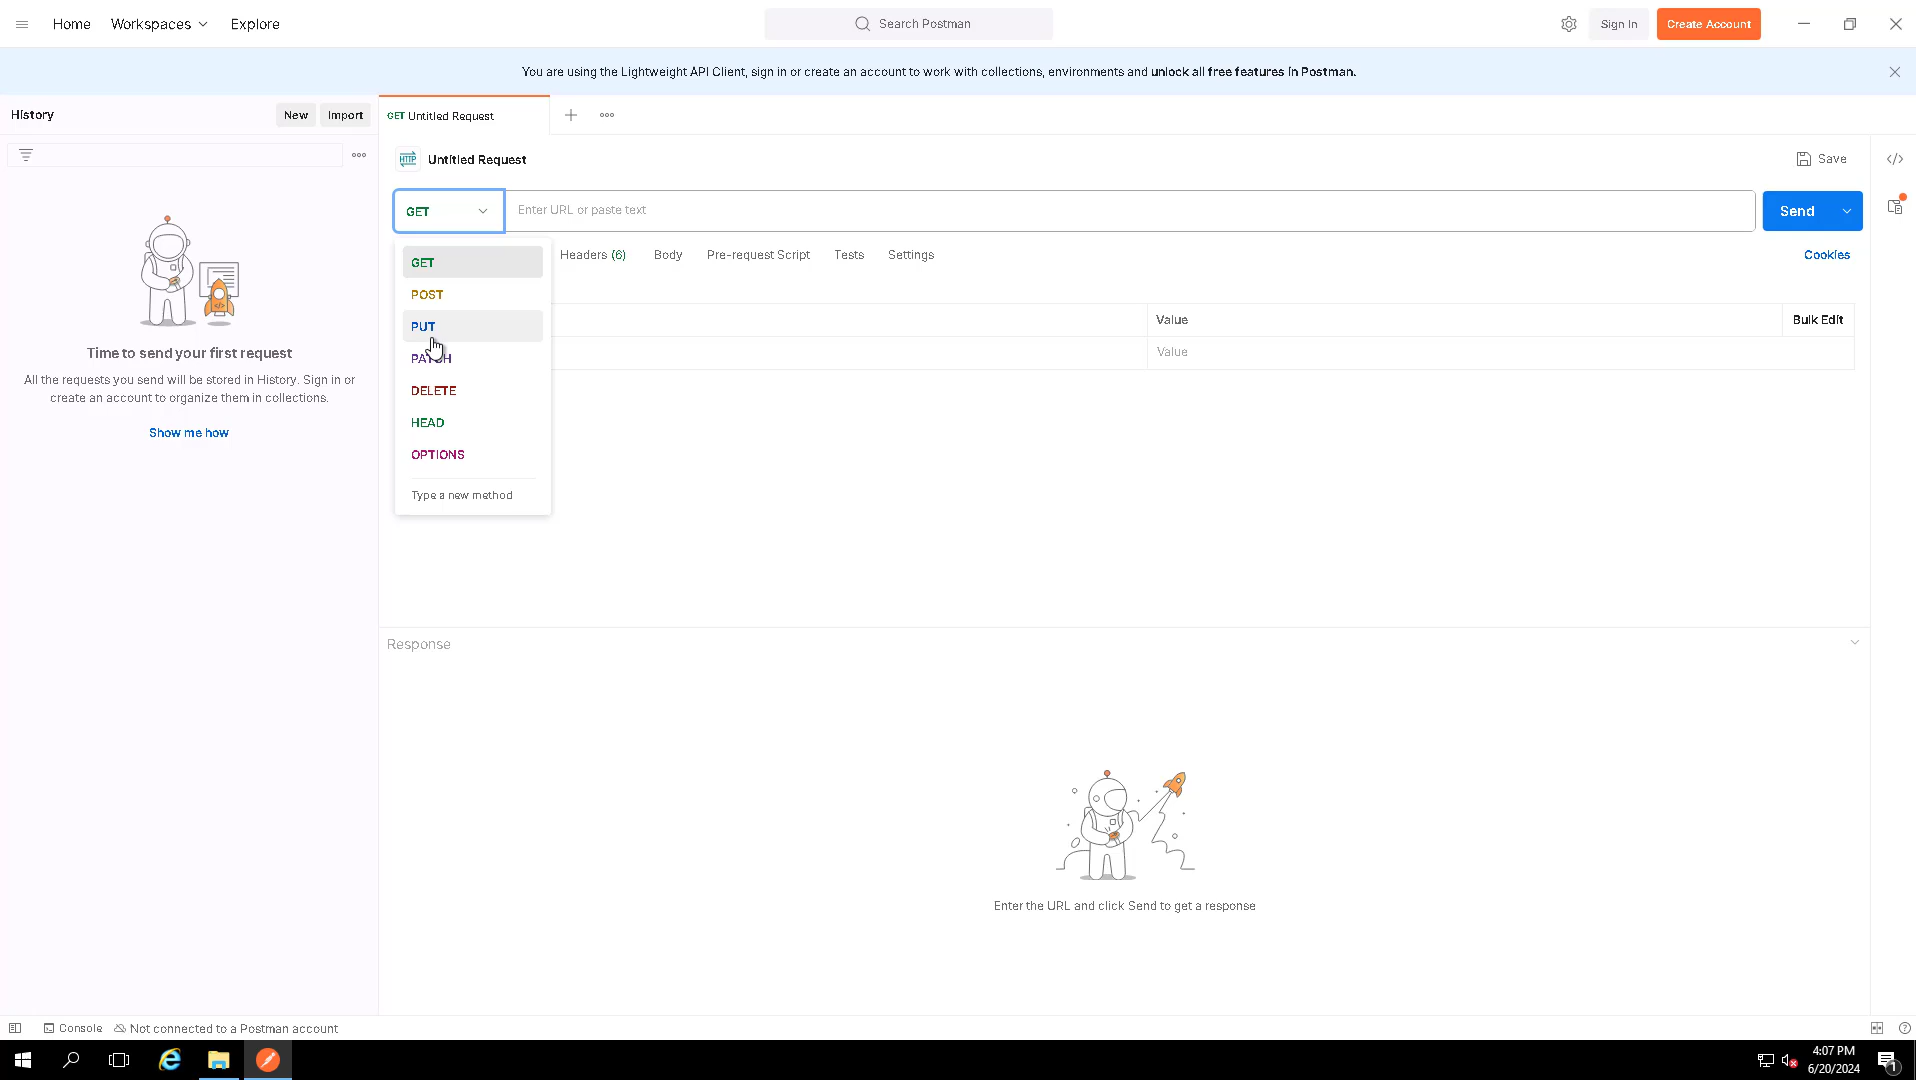 Home
Workspaces
Explore
Search Postman
Sign In
Create Account
You are using the Lightweight API Client, sign in or create an account to work with collections, environments and unlock all free features in Postman.
History
New
Import
GET Untitled Request
HTTP
Untitled Request
Save
GET
Enter URL or paste text
Send
GET
Headers (6)
Body
Pre-request Script
Tests
Settings
Cookies
POST
PUT
Value
Bulk Edit
PATCH
Value
DELETE
HEAD
OPTIONS
Type a new method
Time to send your first request
All the requests you send will be stored in History. Sign in or
create an account to organize them in collections.
Show me how
Response
Enter the URL and click Send to get a response
Console
Not connected to a Postman account
4:07 PM
6/20/2024
1